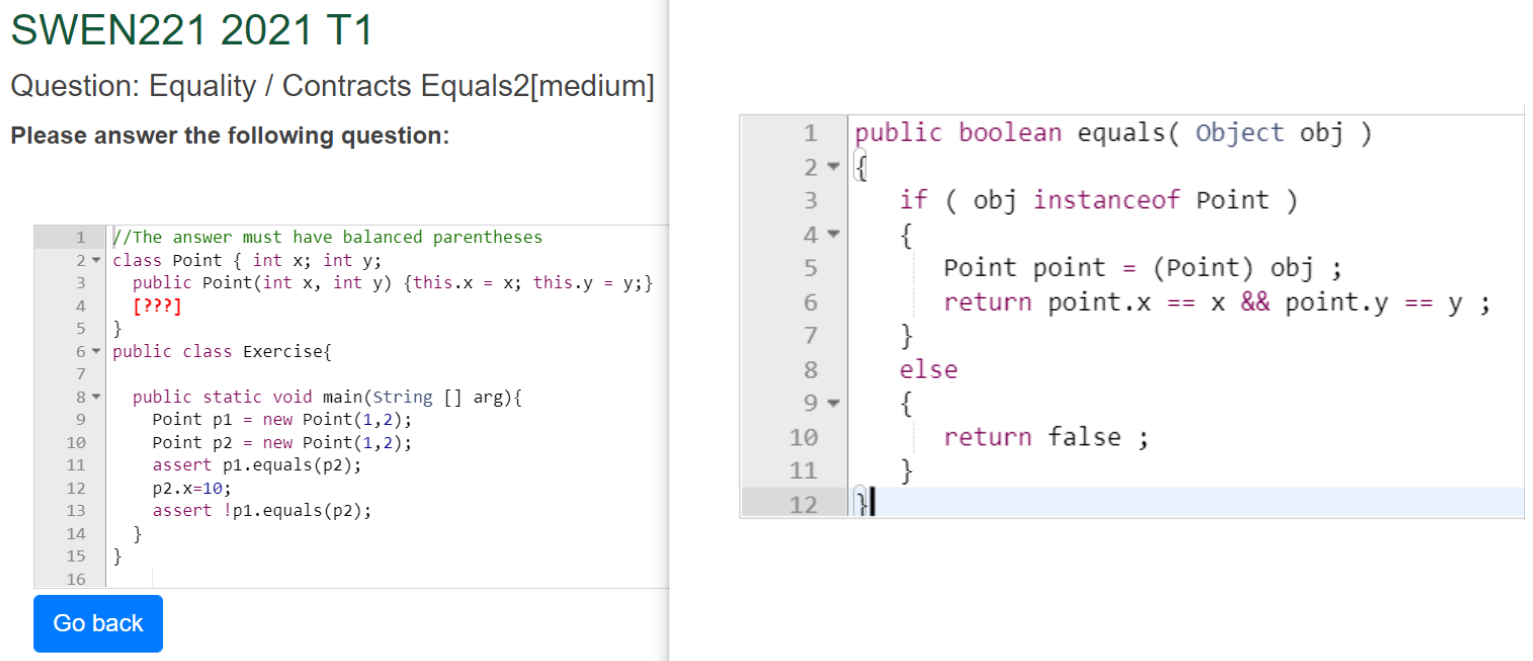 SWEN221 2021 T1
Question: Equality / Contracts Equals2[medium]
Please answer the following question:
1 //The answer must have balanced parentheses
2 class Point { int x; int y;
3   public Point(int x, int y) {this.x = x; this.y = y;}
4   [???]
5 }
6 public class Exercise{
7
8   public static void main(String [] arg){
9     Point p1 = new Point(1,2);
10     Point p2 = new Point(1,2);
11     assert p1.equals(p2);
12     p2.x=10;
13     assert !p1.equals(p2);
14   }
15 }
16
Go back
1 public boolean equals( Object obj )
2 {
3    if ( obj instanceof Point )
4    {
5       Point point = (Point) obj ;
6       return point.x == x && point.y == y ;
7    }
8    else
9    {
10       return false ;
11    }
12 }